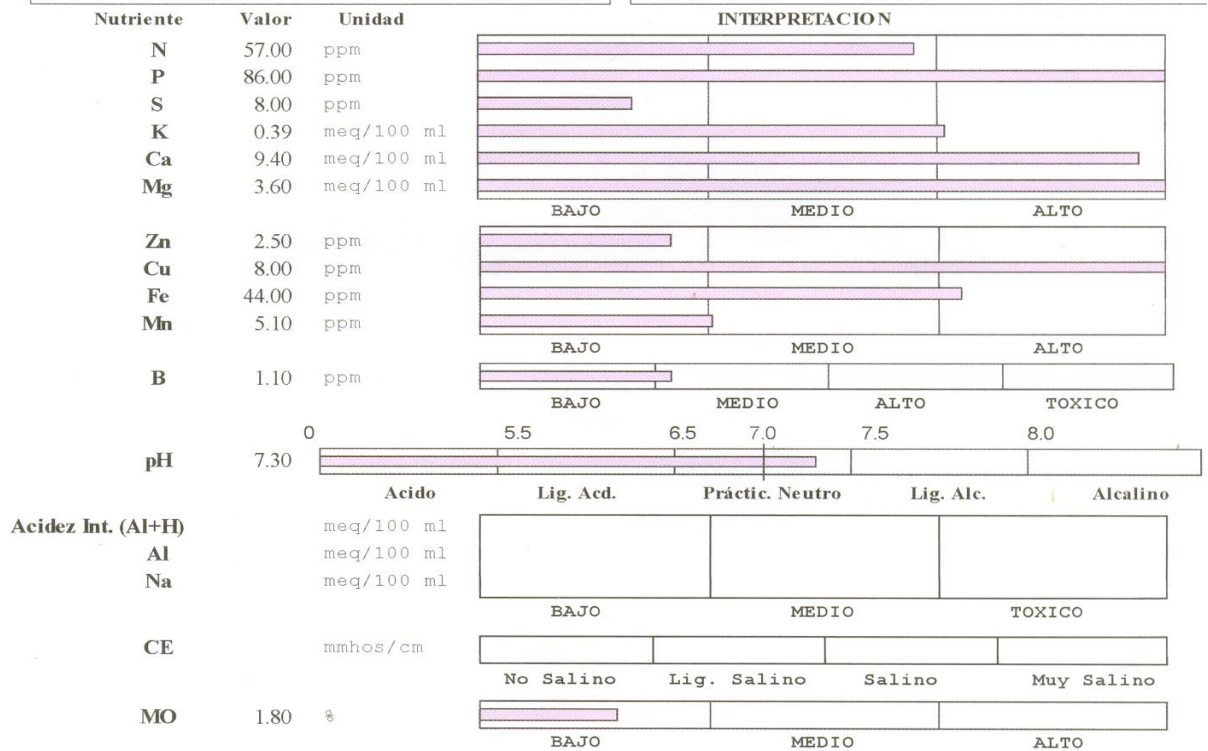 Nutriente Valor Unidad INTERPRETACION
N 57.00 ppm
P 86.00 ppm
S 8.00 ppm
K 0.39 meq/100 ml
Ca 9.40 meq/100 ml
Mg 3.60 meq/100 ml
BAJO MEDIO ALTO
Zn 2.50 ppm
Cu 8.00 ppm
Fe 44.00 ppm
Mn 5.10 ppm
BAJO MEDIO ALTO
B 1.10 ppm
BAJO MEDIO ALTO TOXICO
0 5.5 6.5 7.0 7.5 8.0
pH 7.30
Acido Lig. Acd. Práctic. Neutro Lig. Alc. Alcalino
Acidez Int. (Al+H) meq/100 ml
Al meq/100 ml
Na meq/100 ml
BAJO MEDIO TOXICO
CE mmhos/cm
No Salino Lig. Salino Salino Muy Salino
MO 1.80 %
BAJO MEDIO ALTO